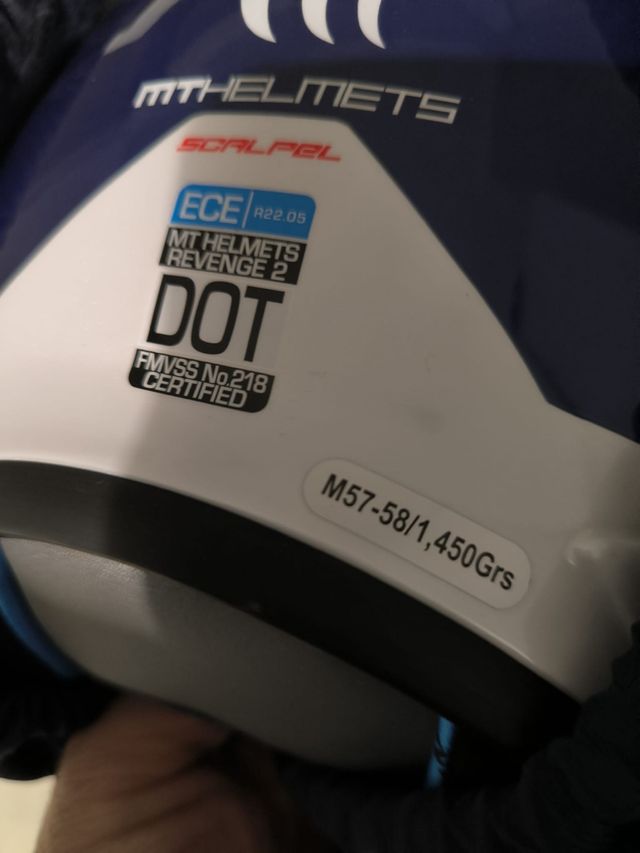 MTHELMETS
SCALPEL
ECE R22.05
MT HELMETS
REVENGE 2
DOT
FMVSS No.218
CERTIFIED
M57-58/1,450Grs